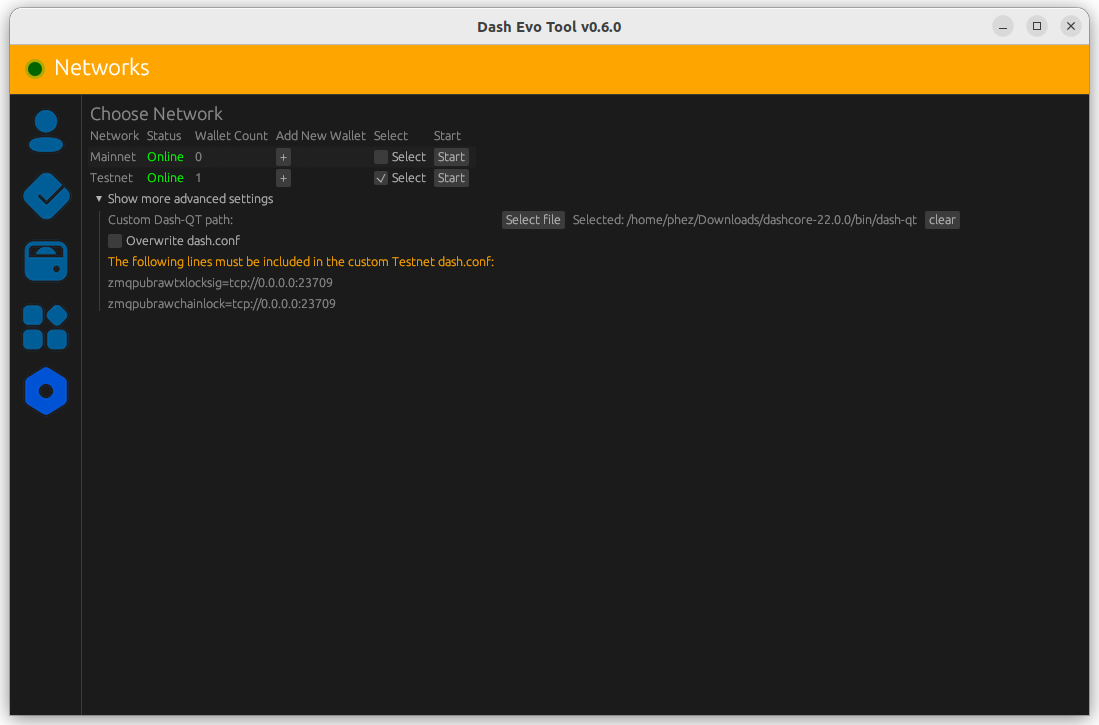 Dash Evo Tool v0.6.0
Networks
Choose Network
Network Status Wallet Count Add New Wallet Select Start
Mainnet Online 0 + Select Start
Testnet Online 1 + Select Start
Show more advanced settings
Custom Dash-QT path: Select file Selected: /home/phez/Downloads/dashcore-22.0.0/bin/dash-qt clear
Overwrite dash.conf
The following lines must be included in the custom Testnet dash.conf:
zmqpubrawtxlocksig=tcp://0.0.0.0:23709
zmqpubrawchainlock=tcp://0.0.0.0:23709